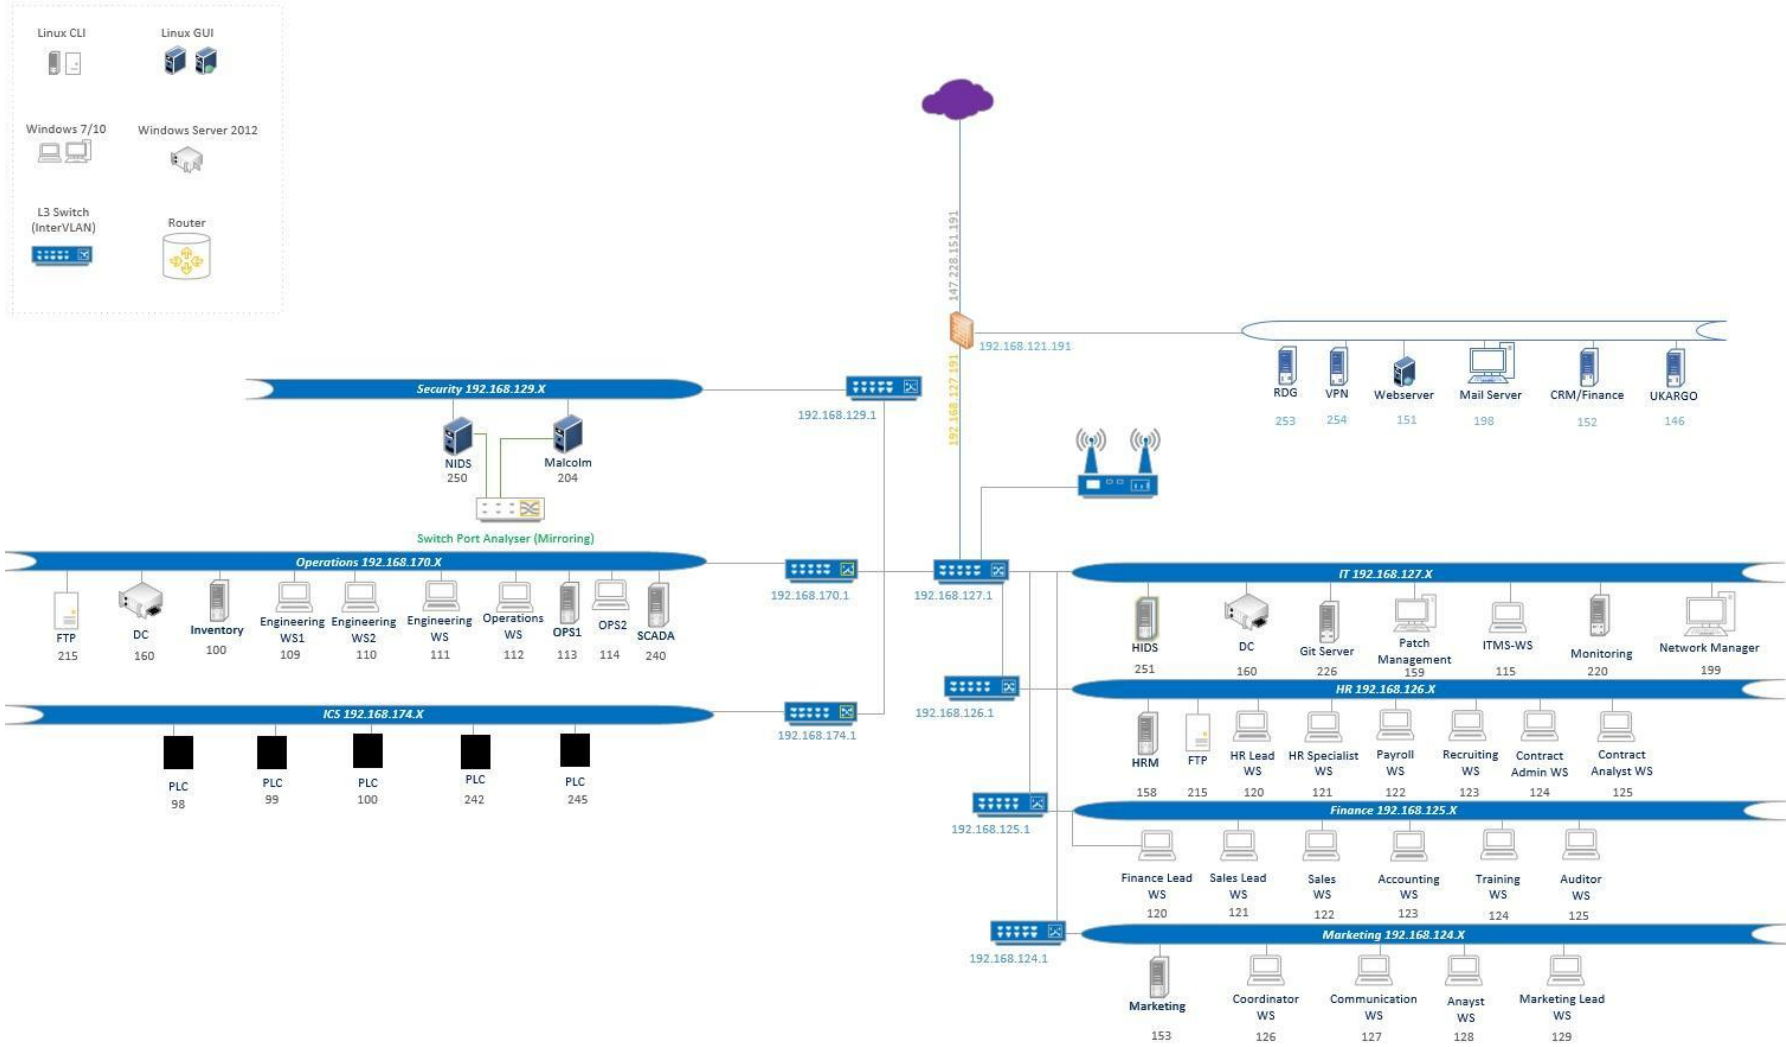 Linux CLI
Linux GUI
Windows 7/10
Windows Server 2012
L3 Switch
(InterVLAN)
Router
147.228.151.191
192.168.121.191
192.168.127.191
RDG
VPN
Webserver
Mail Server
CRM/Finance
UKARGO
253
254
151
198
152
146
Security 192.168.129.X
192.168.129.1
NIDS
250
Malcolm
204
Switch Port Analyser (Mirroring)
Operations 192.168.170.X
192.168.170.1
192.168.127.1
FTP
215
DC
160
Inventory
100
Engineering
WS1
109
Engineering
WS2
110
Engineering
WS
111
Operations
WS
112
OPS1
113
OPS2
114
SCADA
240
ICS 192.168.174.X
192.168.174.1
PLC
98
PLC
99
PLC
100
PLC
242
PLC
245
IT 192.168.127.X
HIDS
251
DC
160
Git Server
226
Patch
Management
159
ITMS-WS
115
Monitoring
220
Network Manager
199
HR 192.168.126.X
192.168.126.1
HRM
158
FTP
215
HR Lead
WS
120
HR Specialist
WS
121
Payroll
WS
122
Recruiting
WS
123
Contract
Admin WS
124
Contract
Analyst WS
125
Finance 192.168.125.X
192.168.125.1
Finance Lead
WS
120
Sales Lead
WS
121
Sales
WS
122
Accounting
WS
123
Training
WS
124
Auditor
WS
125
Marketing 192.168.124.X
192.168.124.1
Marketing
153
Coordinator
WS
126
Communication
WS
127
Anayst
WS
128
Marketing Lead
WS
129